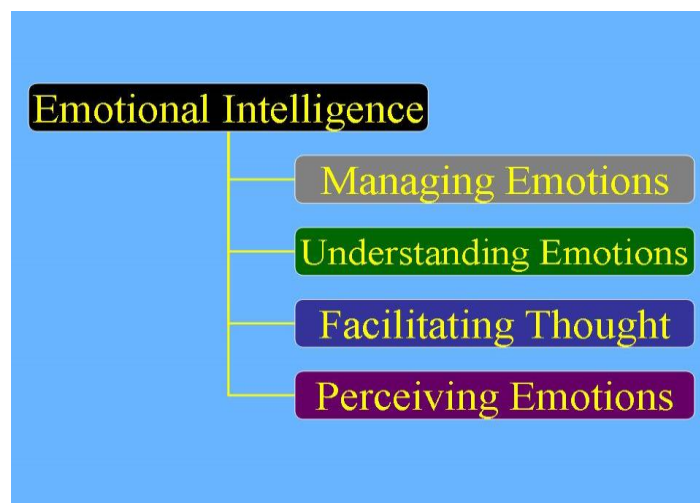 Emotional Intelligence
Managing Emotions
Understanding Emotions
Facilitating Thought
Perceiving Emotions